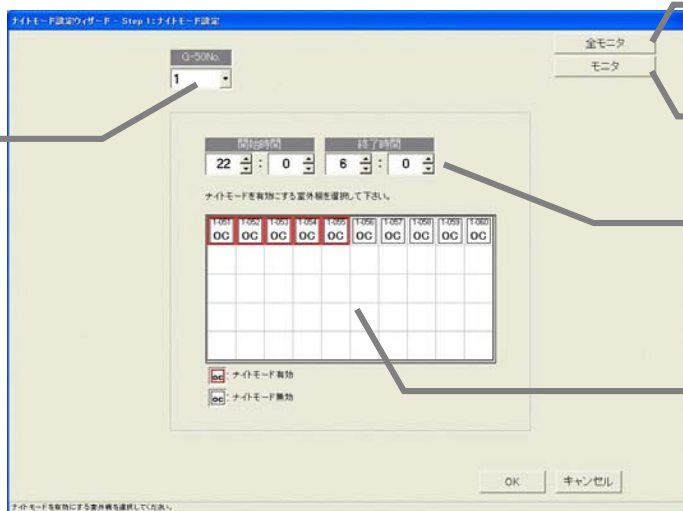 ナイトモード設定ウィザード - Step 1:ナイトモード設定
全モニタ
G-50No.
モニタ
1
開始時間 終了時間
22 : 0 6 : 0
ナイトモードを有効にする室外機を選択して下さい。
1-051 1-052 1-053 1-054 1-055 1-056 1-057 1-058 1-059 1-060
OC OC OC OC OC OC OC OC OC OC
OC : ナイトモード有効
OC : ナイトモード無効
OK キャンセル
ナイトモードを有効にする室外機を選択してください。